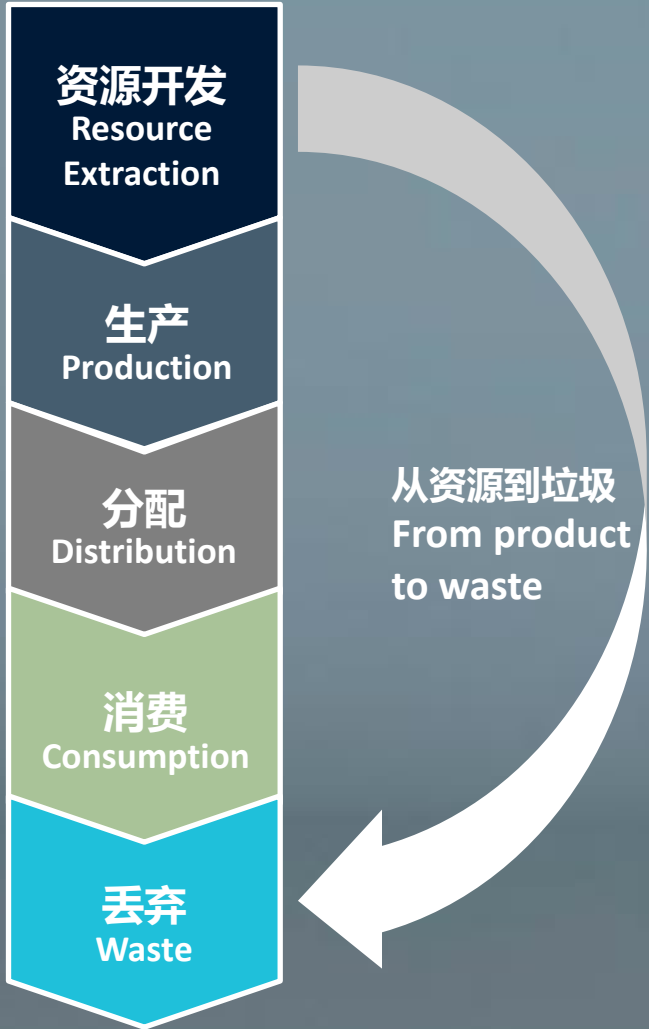 资源开发
Resource
Extraction
生产
Production
分配
Distribution
消费
Consumption
丢弃
Waste
从资源到垃圾
From product
to waste